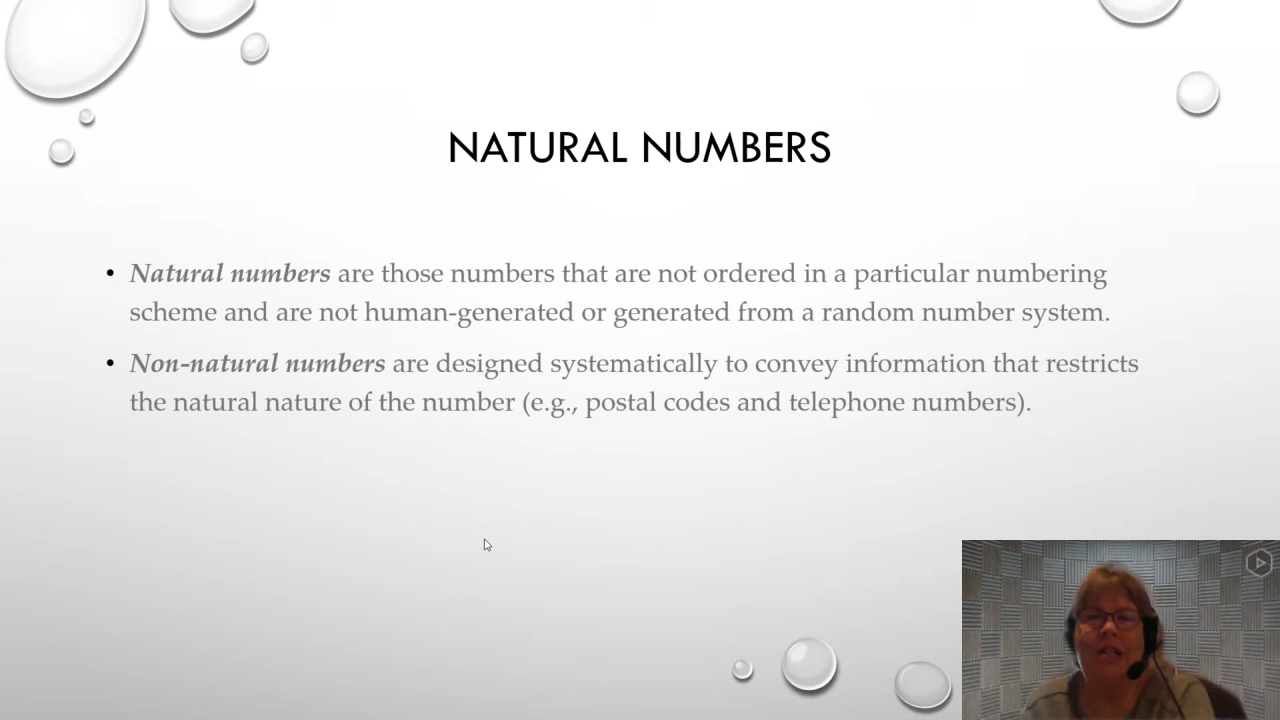 NATURAL NUMBERS
• Natural numbers are those numbers that are not ordered in a particular numbering
scheme and are not human-generated or generated from a random number system.
• Non-natural numbers are designed systematically to convey information that restricts
the natural nature of the number (e.g., postal codes and telephone numbers).